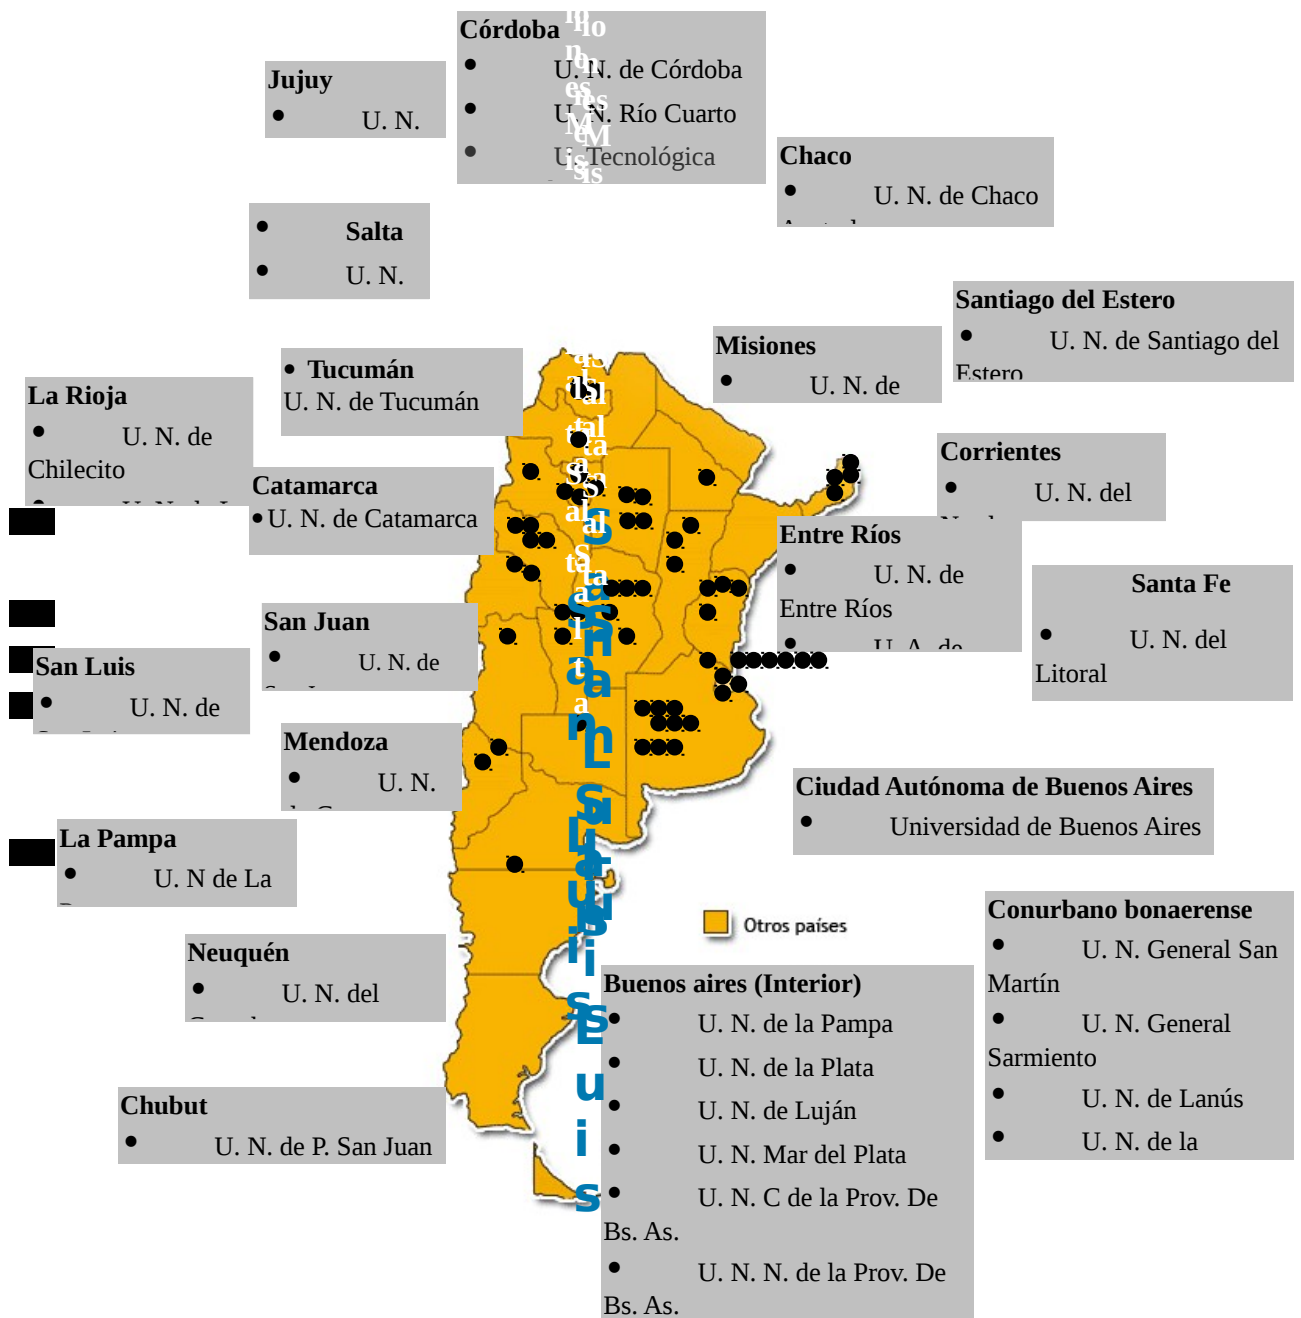 Córdoba
U. N. de Córdoba
U. N. Río Cuarto
U. Tecnológica
Jujuy
U. N.
Chaco
U. N. de Chaco
Salta
U. N.
Santiago del Estero
U. N. de Santiago del
Estero
Misiones
U. N. de
Tucumán
U. N. de Tucumán
La Rioja
U. N. de
Chilecito
Catamarca
U. N. de Catamarca
Corrientes
U. N. del
Entre Ríos
U. N. de
Entre Ríos
U. A. de
Santa Fe
U. N. del
Litoral
San Juan
U. N. de
San Luis
U. N. de
Mendoza
U. N.
Ciudad Autónoma de Buenos Aires
Universidad de Buenos Aires
La Pampa
U. N de La
Otros países
Conurbano bonaerense
U. N. General San
Martín
U. N. General
Sarmiento
U. N. de Lanús
U. N. de la
Neuquén
U. N. del
Buenos aires (Interior)
U. N. de la Pampa
U. N. de la Plata
U. N. de Luján
U. N. Mar del Plata
U. N. C de la Prov. De
Bs. As.
U. N. N. de la Prov. De
Bs. As.
Chubut
U. N. de P. San Juan
Salta
San Luis